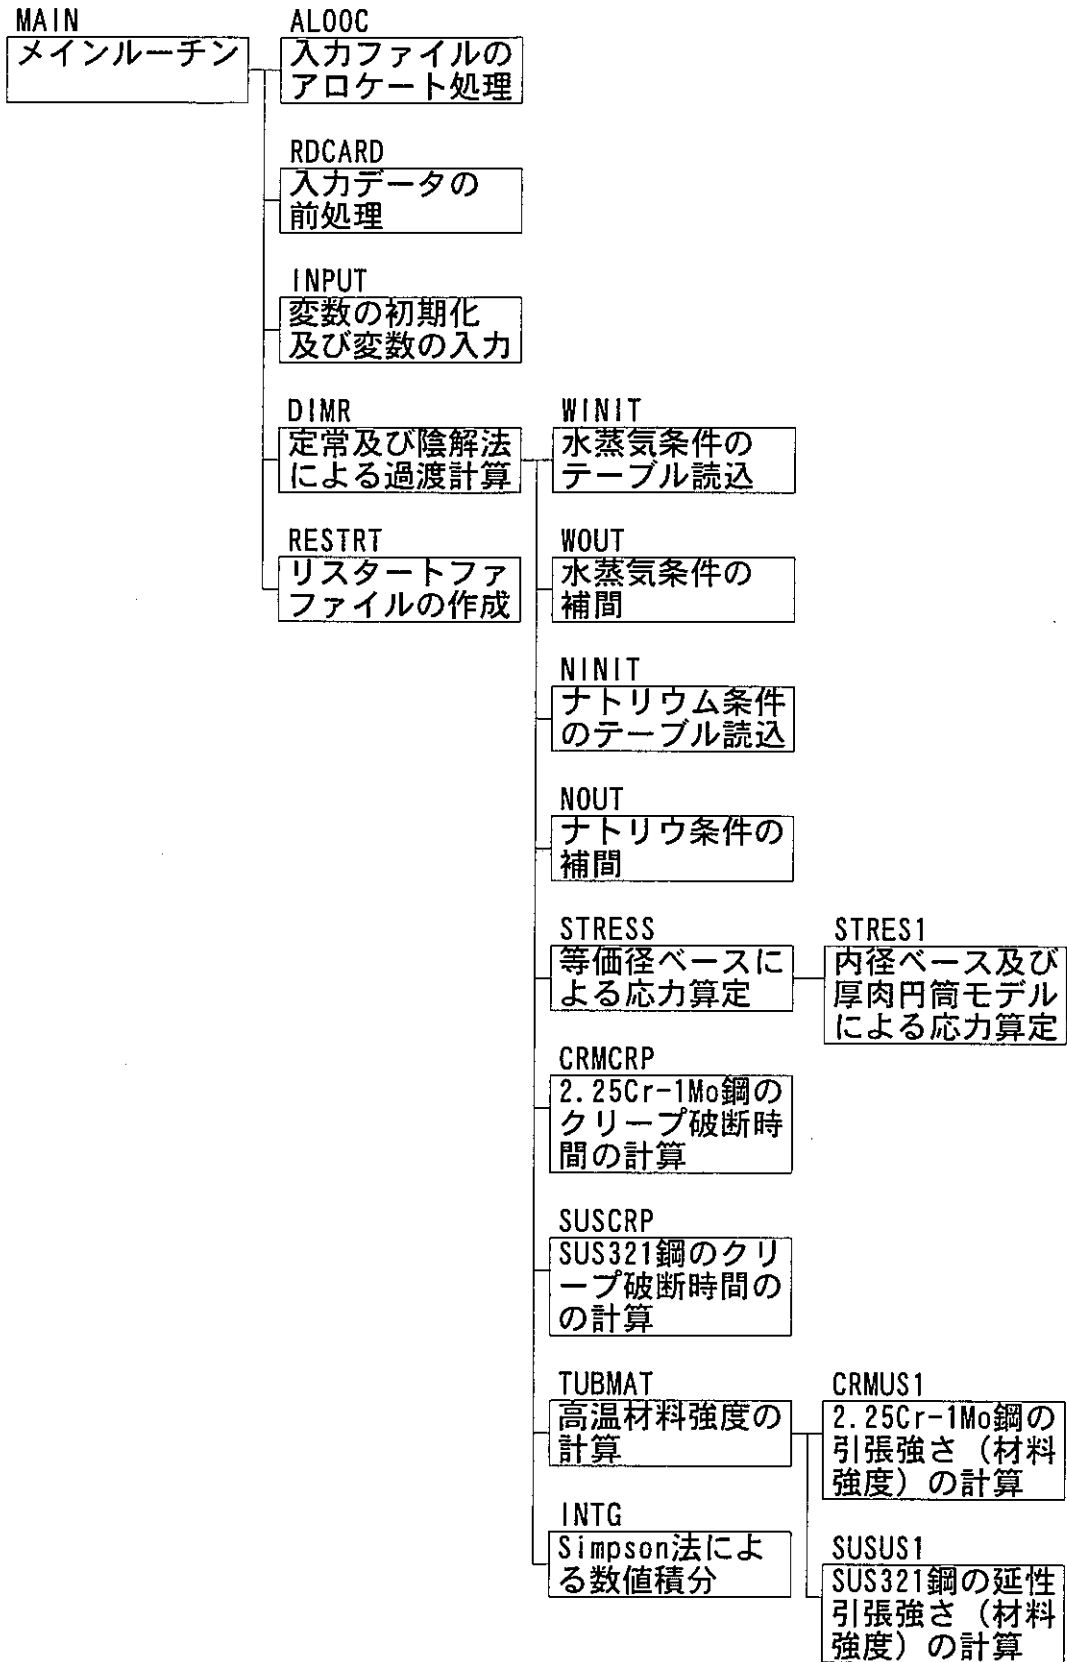 MAIN
メインルーチン
ALOOC
入力ファイルの
アロケート処理
RDCARD
入力データの
前処理
INPUT
変数の初期化
及び変数の入力
DIMR
定常及び陰解法
による過渡計算
RESTRT
リスタートファ
ファイルの作成
WINIT
水蒸気条件の
テーブル読込
WOUT
水蒸気条件の
補間
NINIT
ナトリウム条件
のテーブル読込
NOUT
ナトリウ条件の
補間
STRESS
等価径ベースに
よる応力算定
STRES1
内径ベース及び
厚肉円筒モデル
による応力算定
CRMCRP
2.25Cr-1Mo鋼の
クリープ破断時
間の計算
SUSCRP
SUS321鋼のクリ
ープ破断時間の
の計算
TUBMAT
高温材料強度の
計算
CRMUS1
2.25Cr-1Mo鋼の
引張強さ（材料
強度）の計算
SUSUS1
SUS321鋼の延性
引張強さ（材料
強度）の計算
INTG
Simpson法によ
る数値積分